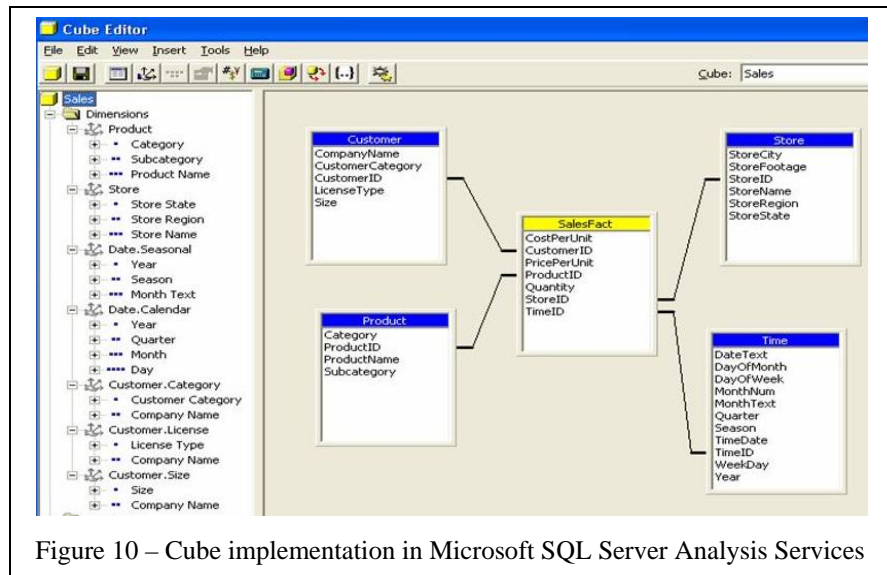 Cube Editor
File Edit View Insert Tools Help
Cube: Sales
Sales
Dimensions
Product
Category
Subcategory
Product Name
Store
Store State
Store Region
Store Name
Date.Seasonal
Year
Season
Month Text
Date.Calendar
Year
Quarter
Month
Day
Customer.Category
Customer Category
Company Name
Customer.License
License Type
Company Name
Customer.Size
Size
Company Name
Customer
CompanyName
CustomerCategory
CustomerID
LicenseType
Size
Product
Category
ProductID
ProductName
Subcategory
SalesFact
CostPerUnit
CustomerID
PricePerUnit
ProductID
Quantity
StoreID
TimeID
Store
StoreCity
StoreFootage
StoreID
StoreName
StoreRegion
StoreState
Time
DateText
DayOfMonth
DayOfWeek
MonthNum
MonthText
Quarter
Season
TimeDate
TimeID
WeekDay
Year
Figure 10 – Cube implementation in Microsoft SQL Server Analysis Services